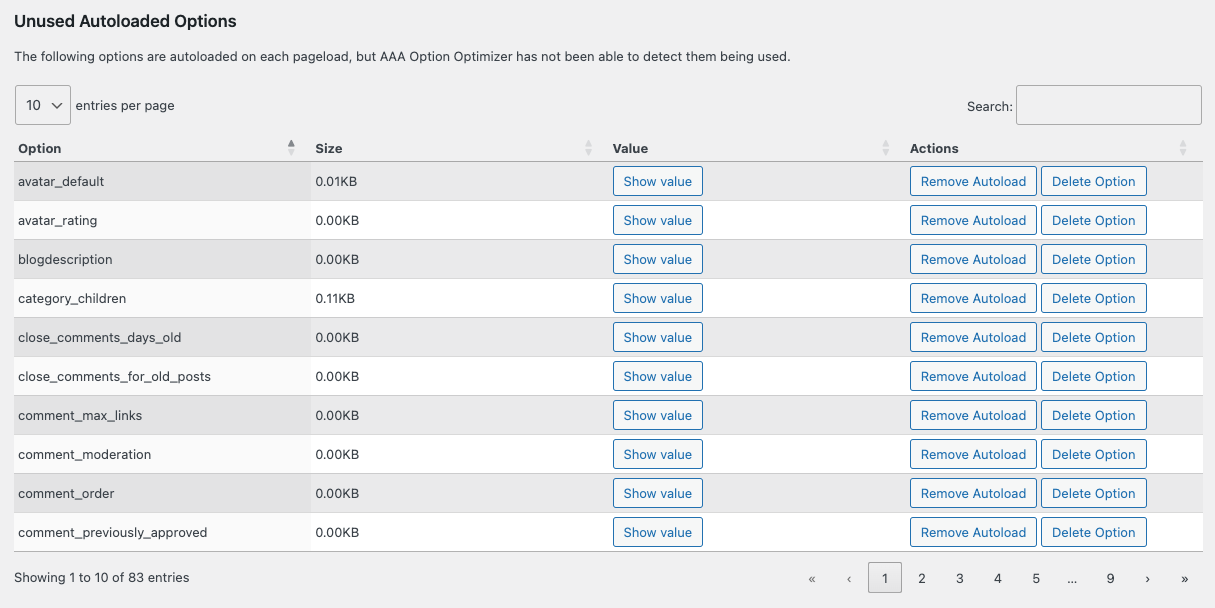 Unused Autoloaded Options
The following options are autoloaded on each pageload, but AAA Option Optimizer has not been able to detect them being used.
10 entries per page Search:
Option Size Value Actions
avatar_default 0.01KB Show value Remove Autoload Delete Option
avatar_rating 0.00KB Show value Remove Autoload Delete Option
blogdescription 0.00KB Show value Remove Autoload Delete Option
category_children 0.11KB Show value Remove Autoload Delete Option
close_comments_days_old 0.00KB Show value Remove Autoload Delete Option
close_comments_for_old_posts 0.00KB Show value Remove Autoload Delete Option
comment_max_links 0.00KB Show value Remove Autoload Delete Option
comment_moderation 0.00KB Show value Remove Autoload Delete Option
comment_order 0.00KB Show value Remove Autoload Delete Option
comment_previously_approved 0.00KB Show value Remove Autoload Delete Option
Showing 1 to 10 of 83 entries « ‹ 1 2 3 4 5 ... 9 › »